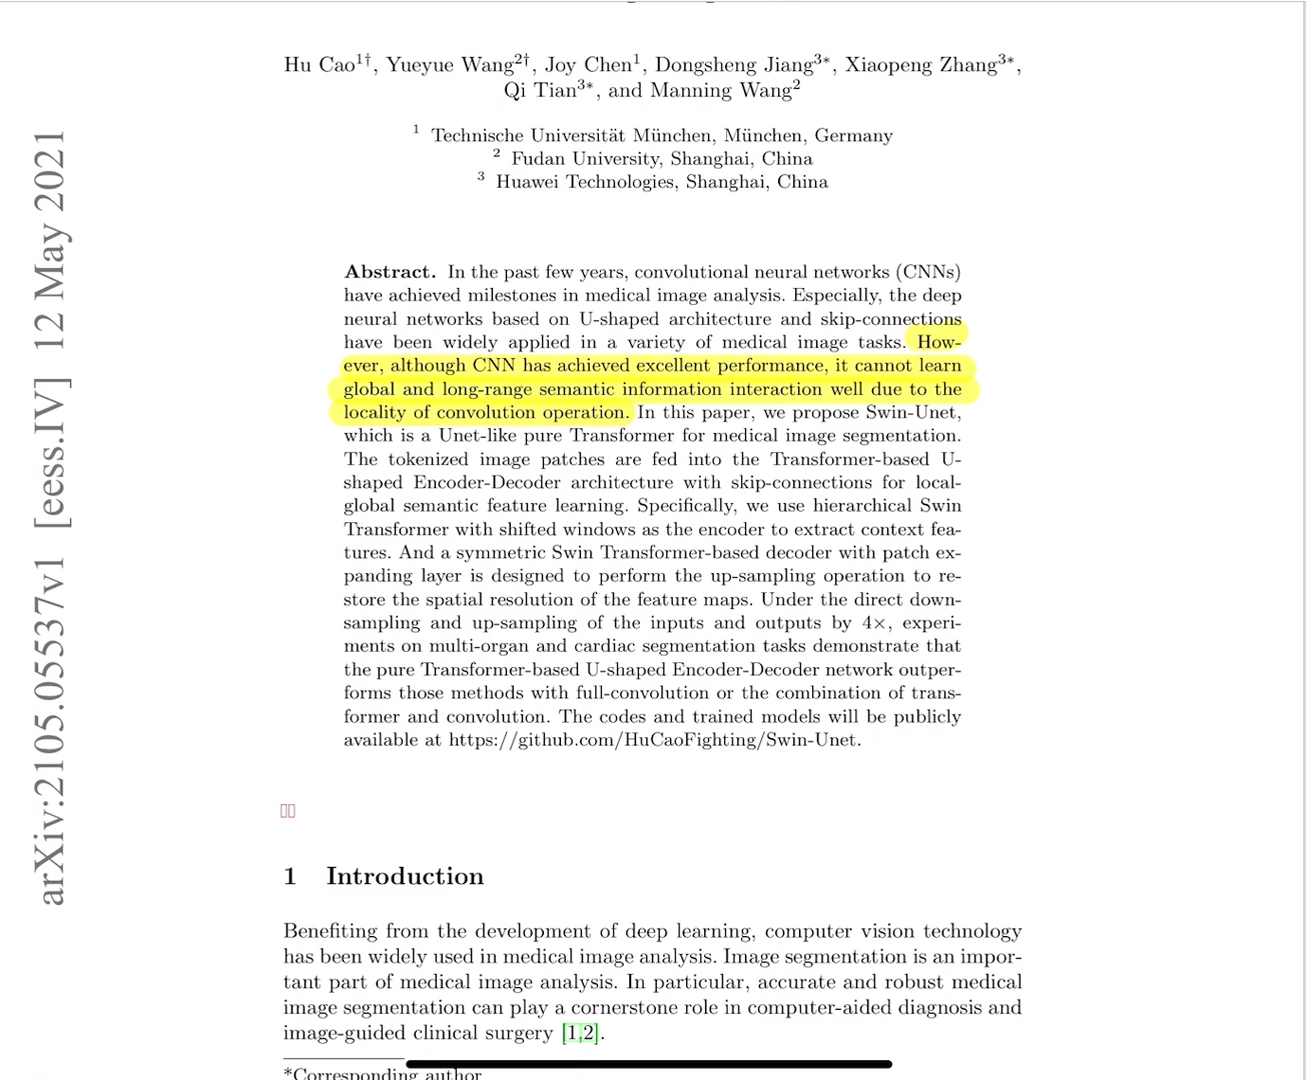 Hu Cao1†, Yueyue Wang2†, Joy Chen1, Dongsheng Jiang3*, Xiaopeng Zhang3*,
Qi Tian3*, and Manning Wang2
1 Technische Universität München, München, Germany
2 Fudan University, Shanghai, China
3 Huawei Technologies, Shanghai, China
arXiv:2105.05537v1 [eess.IV] 12 May 2021
Abstract. In the past few years, convolutional neural networks (CNNs)
have achieved milestones in medical image analysis. Especially, the deep
neural networks based on U-shaped architecture and skip-connections
have been widely applied in a variety of medical image tasks. How-
ever, although CNN has achieved excellent performance, it cannot learn
global and long-range semantic information interaction well due to the
locality of convolution operation. In this paper, we propose Swin-Unet,
which is a Unet-like pure Transformer for medical image segmentation.
The tokenized image patches are fed into the Transformer-based U-
shaped Encoder-Decoder architecture with skip-connections for local-
global semantic feature learning. Specifically, we use hierarchical Swin
Transformer with shifted windows as the encoder to extract context fea-
tures. And a symmetric Swin Transformer-based decoder with patch ex-
panding layer is designed to perform the up-sampling operation to re-
store the spatial resolution of the feature maps. Under the direct down-
sampling and up-sampling of the inputs and outputs by 4×, experi-
ments on multi-organ and cardiac segmentation tasks demonstrate that
the pure Transformer-based U-shaped Encoder-Decoder network outper-
forms those methods with full-convolution or the combination of trans-
former and convolution. The codes and trained models will be publicly
available at https://github.com/HuCaoFighting/Swin-Unet.
1 Introduction
Benefiting from the development of deep learning, computer vision technology
has been widely used in medical image analysis. Image segmentation is an impor-
tant part of medical image analysis. In particular, accurate and robust medical
image segmentation can play a cornerstone role in computer-aided diagnosis and
image-guided clinical surgery [1,2].
*Corresponding author